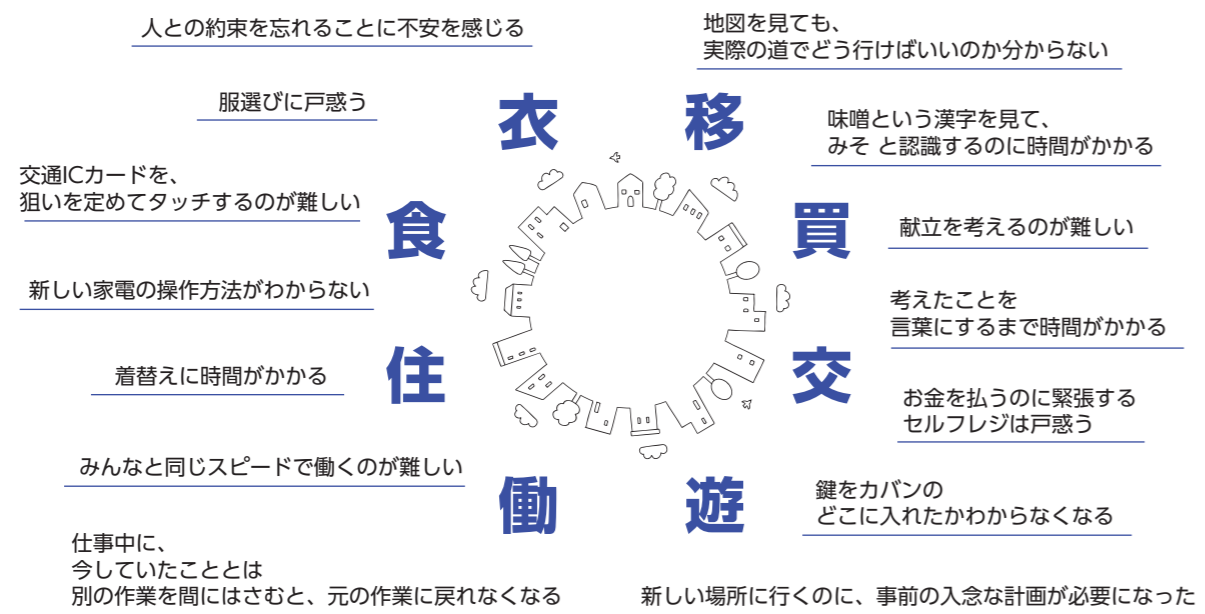 人との約束を忘れることに不安を感じる
地図を見ても、
実際の道でどう行けばいいのか分からない
服選びに戸惑う
衣
移
味噌という漢字を見て、
みそ と認識するのに時間がかかる
交通ICカードを、
狙いを定めてタッチするのが難しい
食
買
献立を考えるのが難しい
新しい家電の操作方法がわからない
考えたことを
言葉にするまで時間がかかる
着替えに時間がかかる
住
交
お金を払うのに緊張する
セルフレジは戸惑う
みんなと同じスピードで働くのが難しい
働
遊
鍵をカバンの
どこに入れたかわからなくなる
仕事中に、
今していたこととは
別の作業を間にはさむと、元の作業に戻れなくなる
新しい場所に行くのに、事前の入念な計画が必要になった